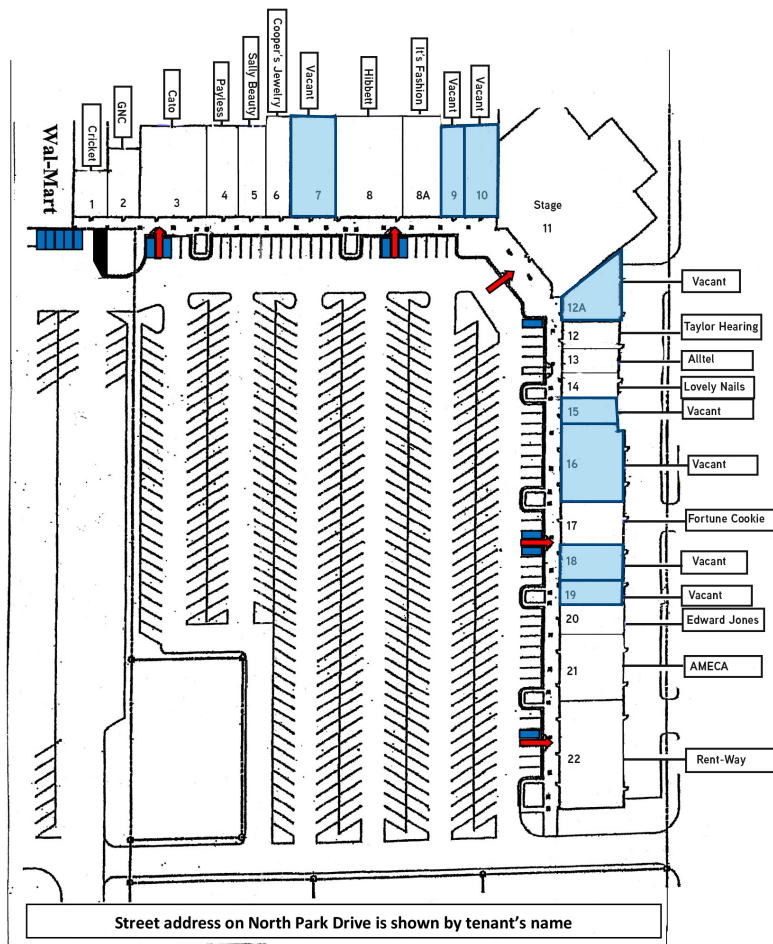 Wal-Mart
Cricket
GNC
Cato
Payless
Sally Beauty
Cooper's Jewelry
Vacant
Hibbett
It's Fashion
Vacant
Vacant
1
2
3
4
5
6
7
8
8A
9
10
Stage
11
12A
Vacant
12
Taylor Hearing
13
Alltel
14
Lovely Nails
15
Vacant
16
Vacant
17
Fortune Cookie
18
Vacant
19
Vacant
20
Edward Jones
21
AMECA
22
Rent-Way
Street address on North Park Drive is shown by tenant's name